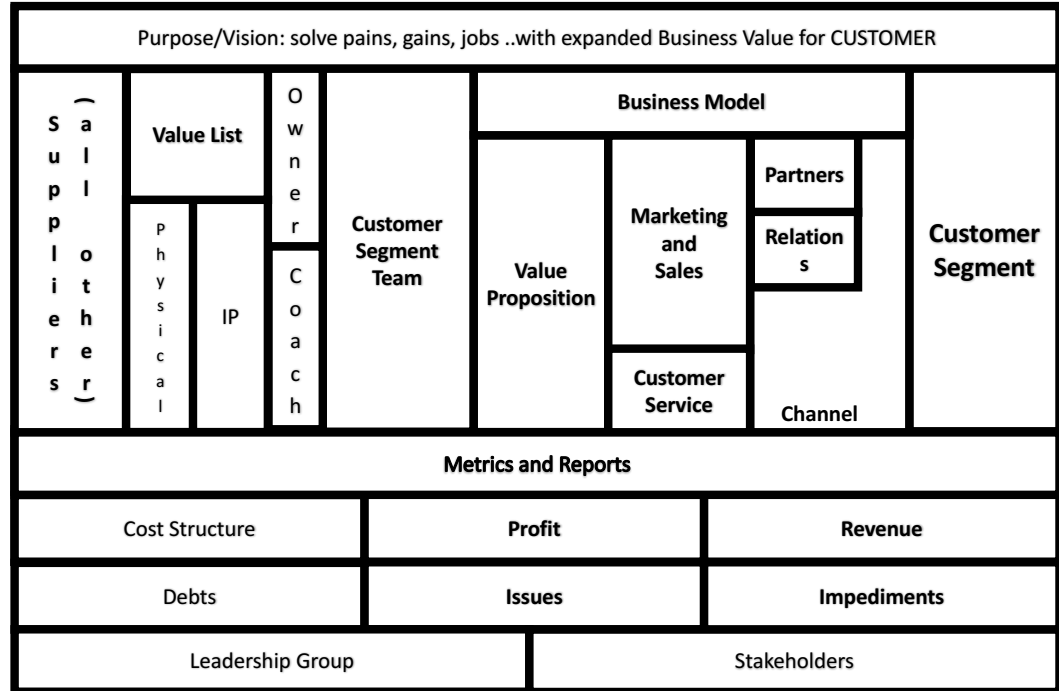 Purpose/Vision: solve pains, gains, jobs ..with expanded Business Value for CUSTOMER
Suppliers
(all other)
Value List
Physical
IP
Owner
Coach
Customer
Segment
Team
Business Model
Value
Proposition
Marketing
and
Sales
Customer
Service
Partners
Relation
s
Channel
Customer
Segment
Metrics and Reports
Cost Structure
Profit
Revenue
Debts
Issues
Impediments
Leadership Group
Stakeholders